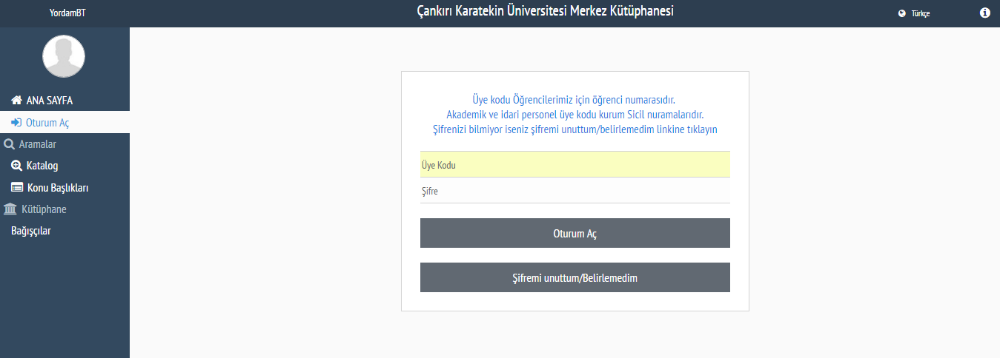 YordamBT
Çankırı Karatekin Üniversitesi Merkez Kütüphanesi
Türkçe
ANA SAYFA
Oturum Aç
Aramalar
Katalog
Konu Başlıkları
Kütüphane
Bağışçılar
Üye kodu Öğrencilerimiz için öğrenci numarasıdır.
Akademik ve idari personel üye kodu kurum Sicil nuramalarıdır.
Şifrenizi bilmiyor iseniz şifremi unuttum/belirlemedim linkine tıklayın
Üye Kodu
Şifre
Oturum Aç
Şifremi unuttum/Belirlemedim